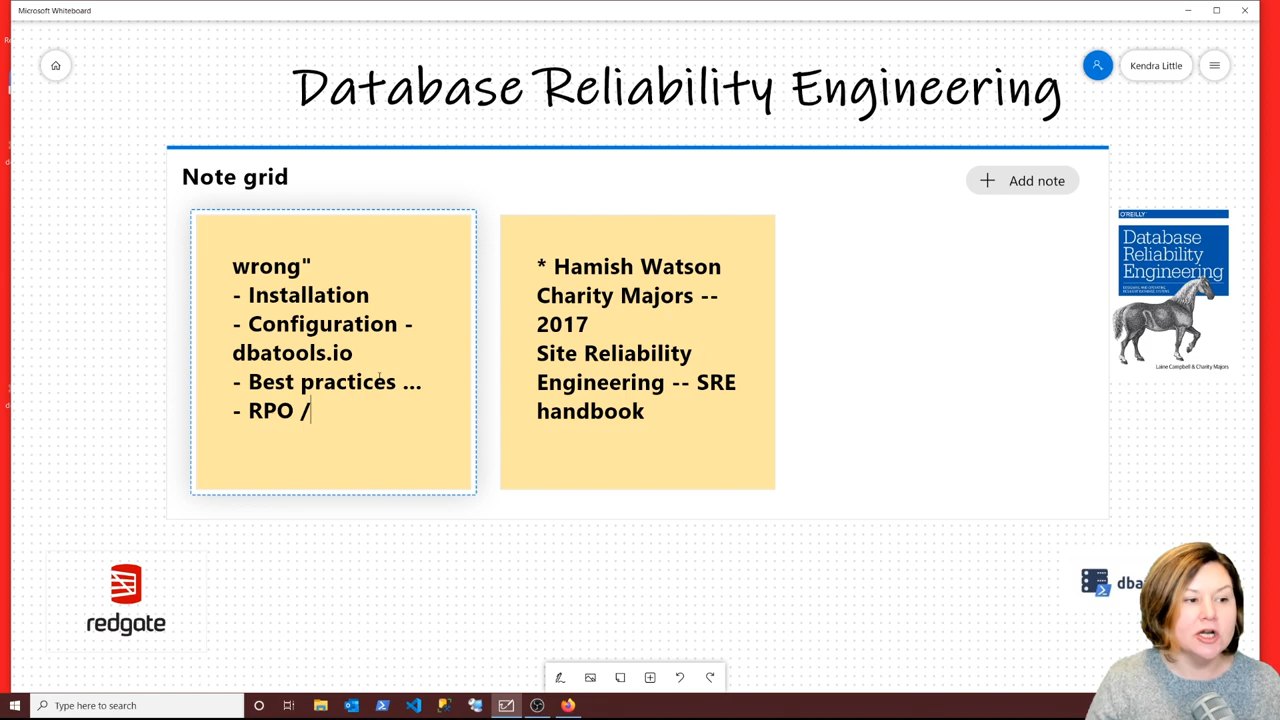 Microsoft Whiteboard
Database Reliability Engineering
Kendra Little
Note grid
Add note
wrong"
- Installation
- Configuration -
dbatools.io
- Best practices ...
- RPO /
* Hamish Watson
Charity Majors --
2017
Site Reliability
Engineering -- SRE
handbook
O'REILLY
Database
Reliability
Engineering
Laine Campbell & Charity Majors
redgate
dba
Type here to search